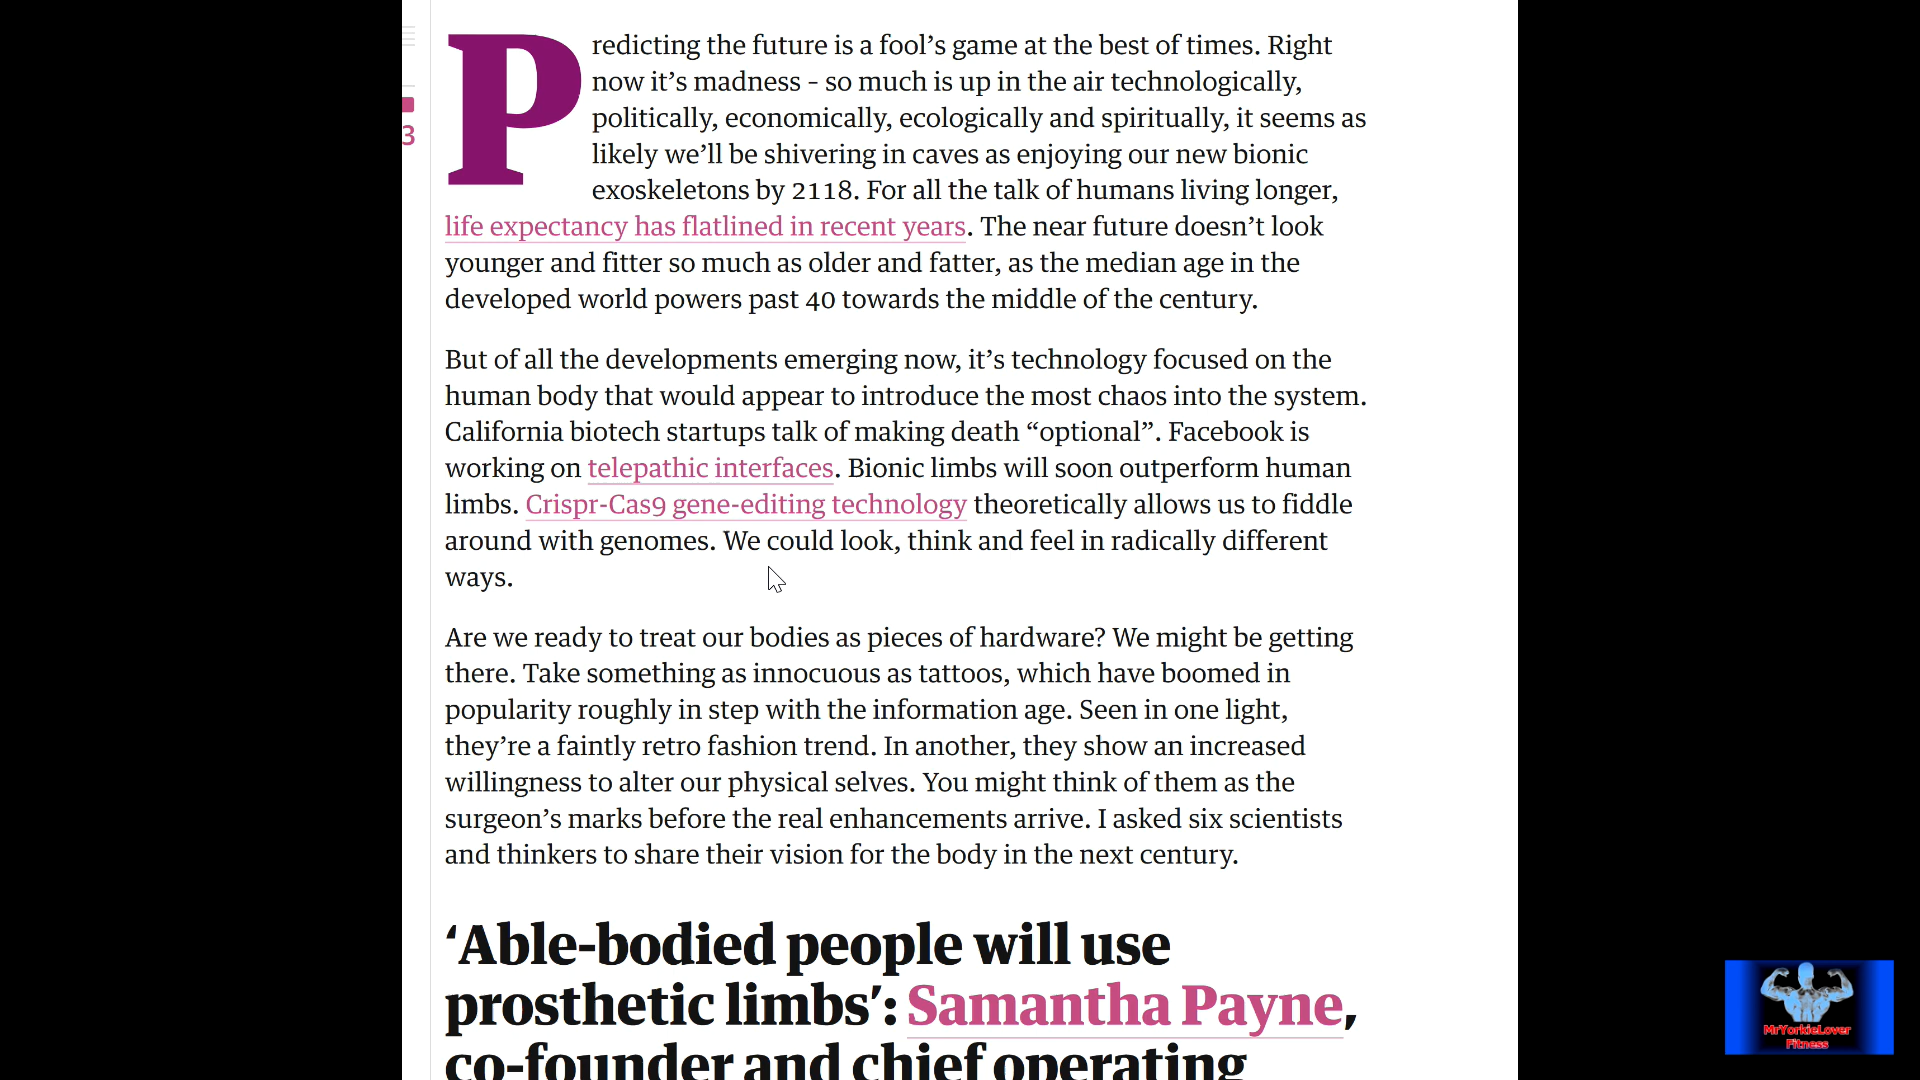 Predicting the future is a fool’s game at the best of times. Right
now it’s madness - so much is up in the air technologically,
politically, economically, ecologically and spiritually, it seems as
likely we’ll be shivering in caves as enjoying our new bionic
exoskeletons by 2118. For all the talk of humans living longer,
life expectancy has flatlined in recent years. The near future doesn’t look
younger and fitter so much as older and fatter, as the median age in the
developed world powers past 40 towards the middle of the century.
But of all the developments emerging now, it’s technology focused on the
human body that would appear to introduce the most chaos into the system.
California biotech startups talk of making death “optional”. Facebook is
working on telepathic interfaces. Bionic limbs will soon outperform human
limbs. Crispr-Cas9 gene-editing technology theoretically allows us to fiddle
around with genomes. We could look, think and feel in radically different
ways.
Are we ready to treat our bodies as pieces of hardware? We might be getting
there. Take something as innocuous as tattoos, which have boomed in
popularity roughly in step with the information age. Seen in one light,
they’re a faintly retro fashion trend. In another, they show an increased
willingness to alter our physical selves. You might think of them as the
surgeon’s marks before the real enhancements arrive. I asked six scientists
and thinkers to share their vision for the body in the next century.
‘Able-bodied people will use
prosthetic limbs’: Samantha Payne,
co-founder and chief operating
3
MrYorkieLover
Fitness